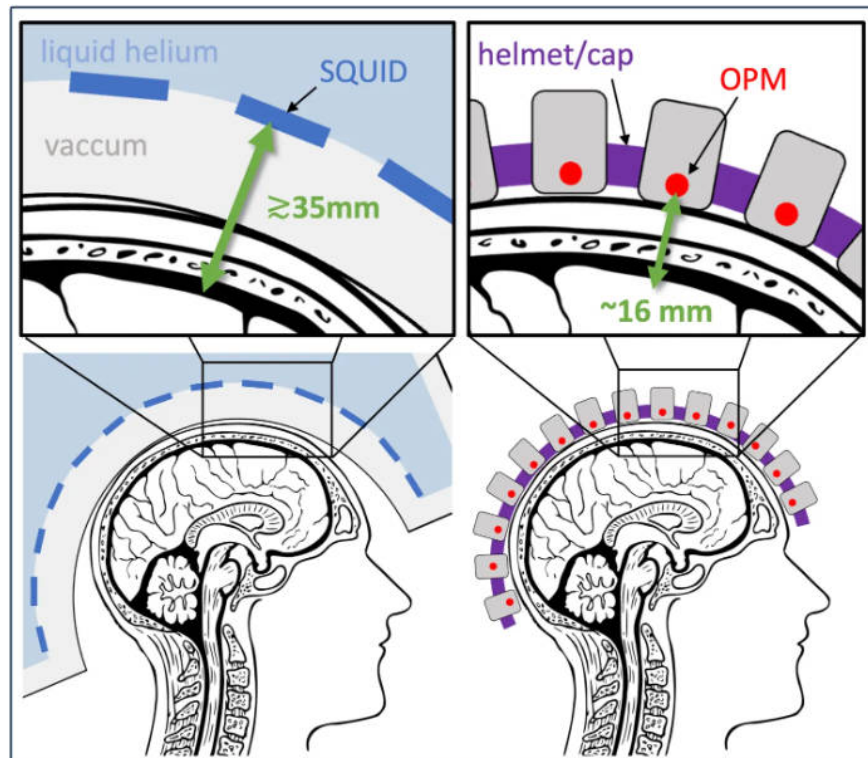 liquid helium
SQUID
vaccum
≳35mm
helmet/cap
OPM
~16 mm